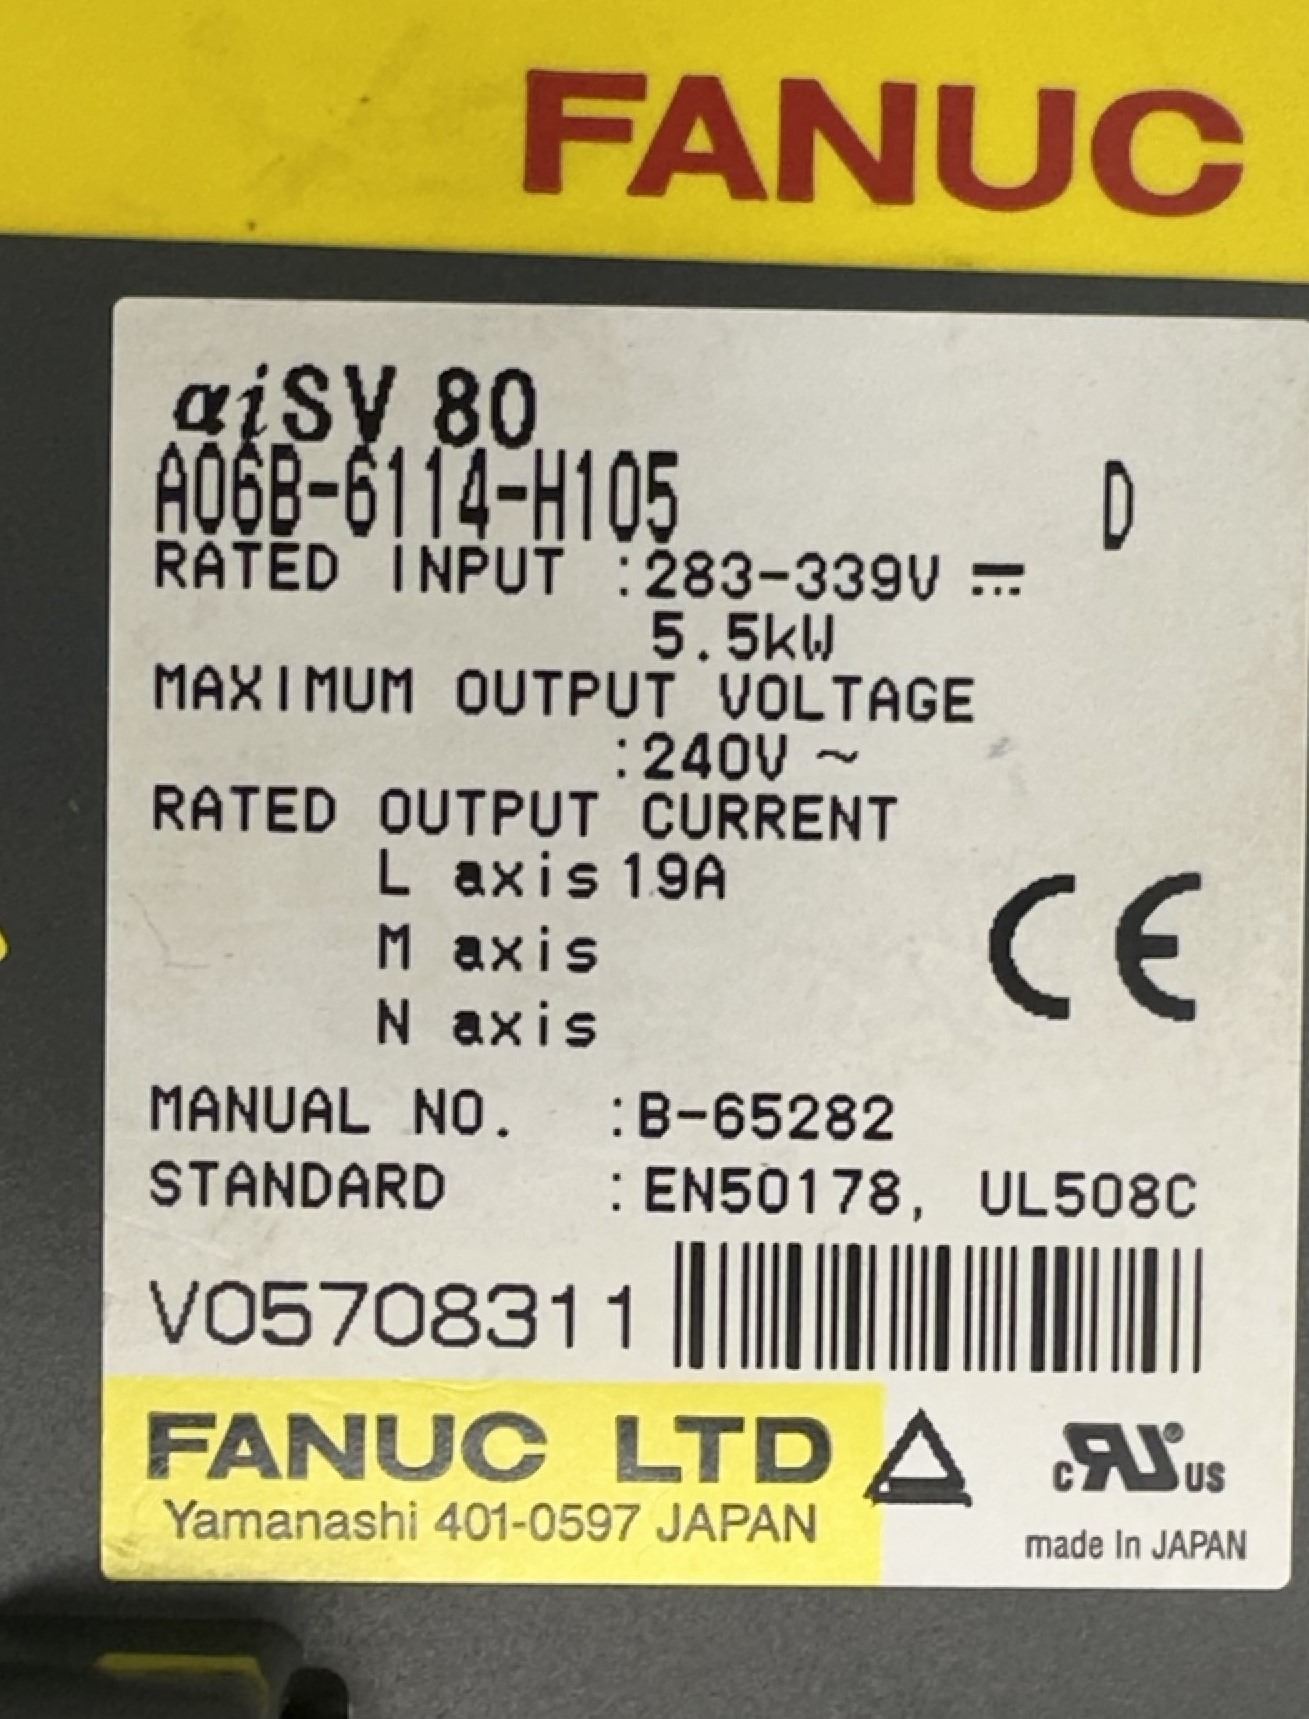 FANUC
αiSV 80
A06B-6114-H105 D
RATED INPUT :283-339V ⎓
5.5kW
MAXIMUM OUTPUT VOLTAGE
:240V ~
RATED OUTPUT CURRENT
L axis 19A
M axis
N axis
CE
MANUAL NO. :B-65282
STANDARD :EN50178, UL508C
V05708311
FANUC LTD
Yamanashi 401-0597 JAPAN
c RU ® US
made In JAPAN